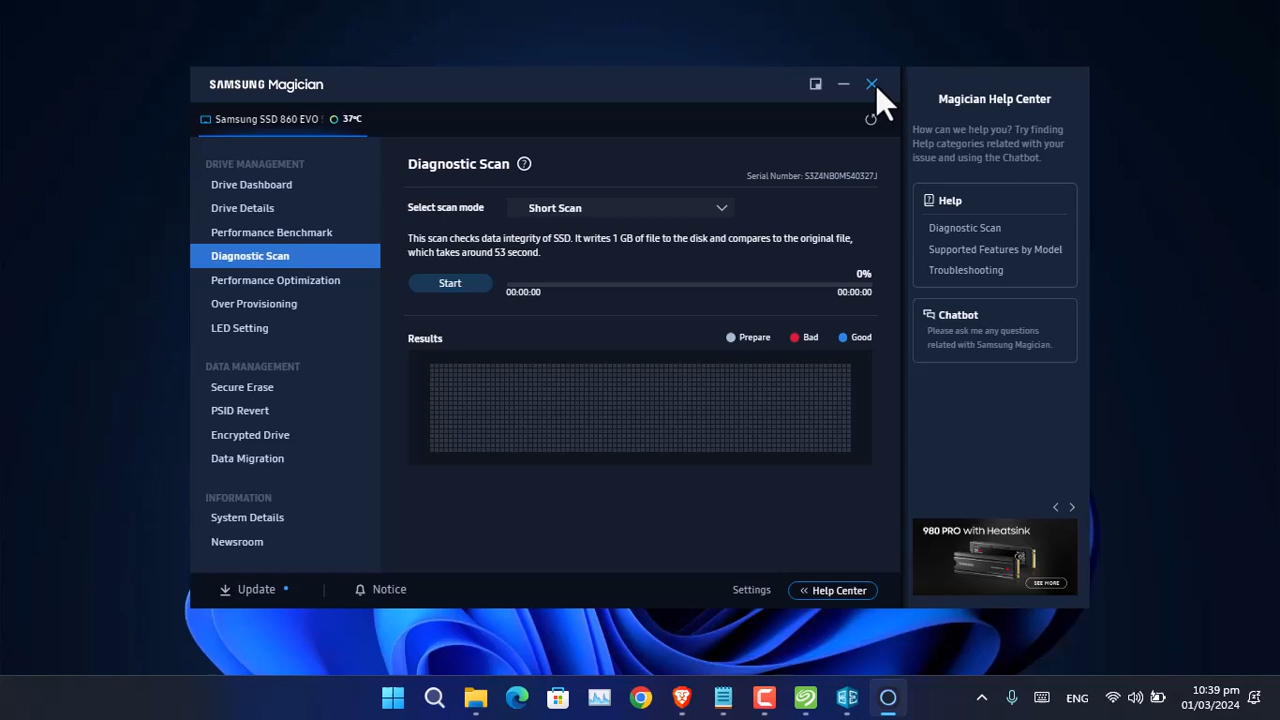 SAMSUNG Magician
Samsung SSD 860 EVO
37°C
DRIVE MANAGEMENT
Drive Dashboard
Drive Details
Performance Benchmark
Diagnostic Scan
Performance Optimization
Over Provisioning
LED Setting
DATA MANAGEMENT
Secure Erase
PSID Revert
Encrypted Drive
Data Migration
INFORMATION
System Details
Newsroom
Update
Notice
Diagnostic Scan ?
Serial Number: S3Z4NB0M540327J
Select scan mode
Short Scan
This scan checks data integrity of SSD. It writes 1 GB of file to the disk and compares to the original file,
which takes around 53 second.
Start
0%
00:00:00
00:00:00
Results
Prepare
Bad
Good
Settings
« Help Center
Magician Help Center
How can we help you? Try finding
Help categories related with your
issue and using the Chatbot.
Help
Diagnostic Scan
Supported Features by Model
Troubleshooting
Chatbot
Please ask me any questions
related with Samsung Magician.
980 PRO with Heatsink
SEE MORE
ENG
10:39 pm
01/03/2024